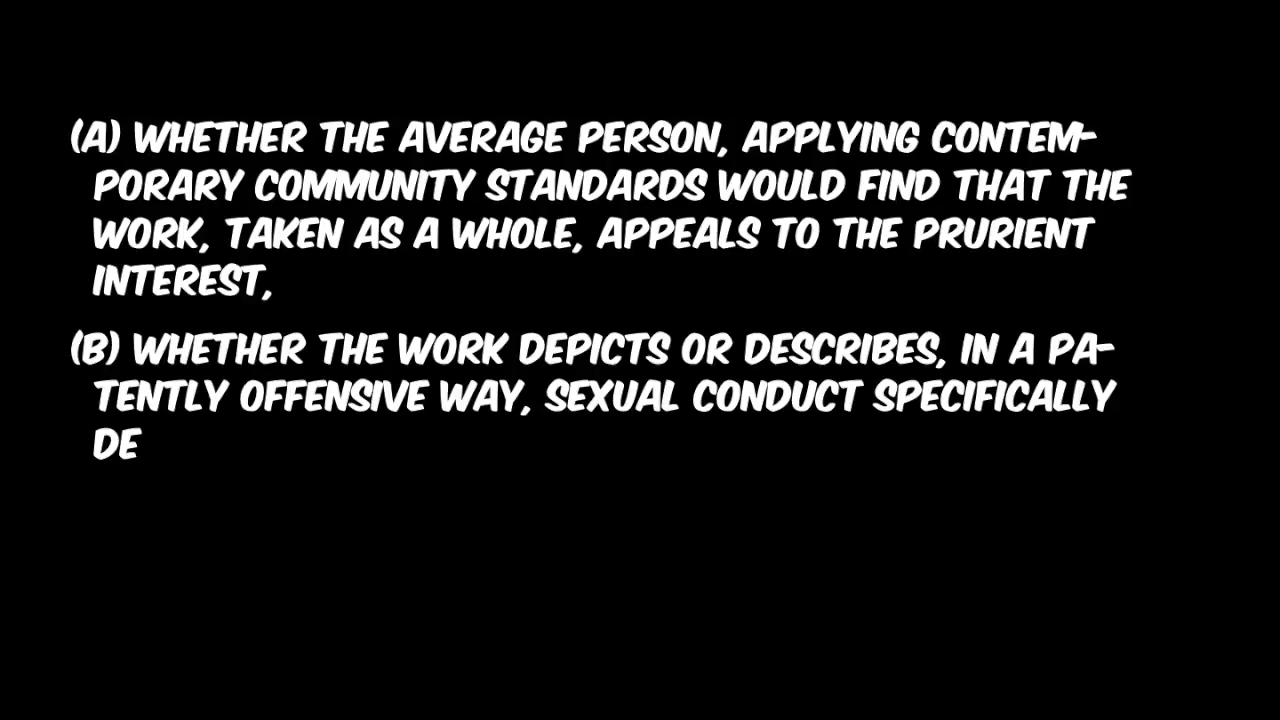 (A) WHETHER THE AVERAGE PERSON, APPLYING CONTEM-
PORARY COMMUNITY STANDARDS WOULD FIND THAT THE
WORK, TAKEN AS A WHOLE, APPEALS TO THE PRURIENT
INTEREST,
(B) WHETHER THE WORK DEPICTS OR DESCRIBES, IN A PA-
TENTLY OFFENSIVE WAY, SEXUAL CONDUCT SPECIFICALLY
DE